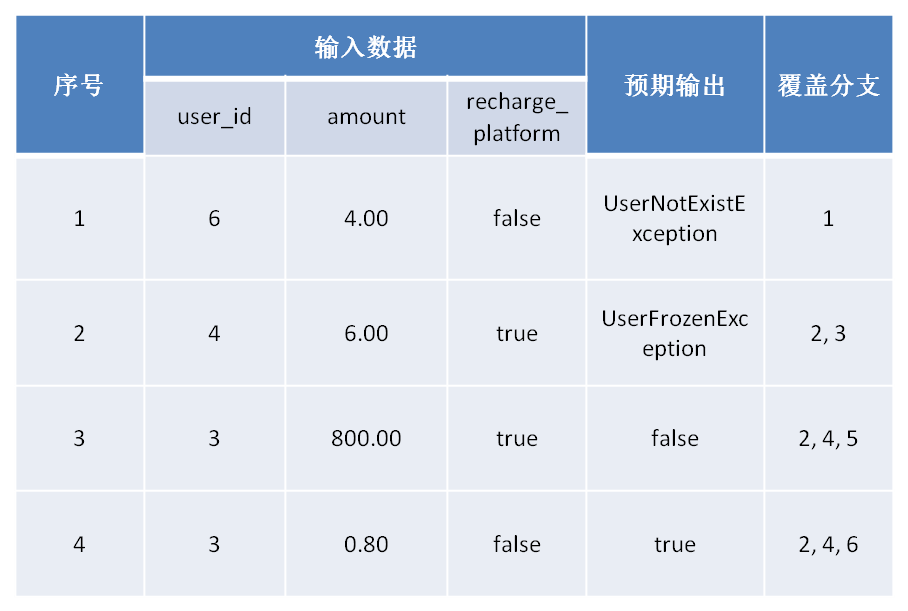 序号
输入数据
预期输出
覆盖分支
user_id
amount
recharge_
platform
1
6
4.00
false
UserNotExistE
xception
1
2
4
6.00
true
UserFrozenExc
eption
2, 3
3
3
800.00
true
false
2, 4, 5
4
3
0.80
false
true
2, 4, 6